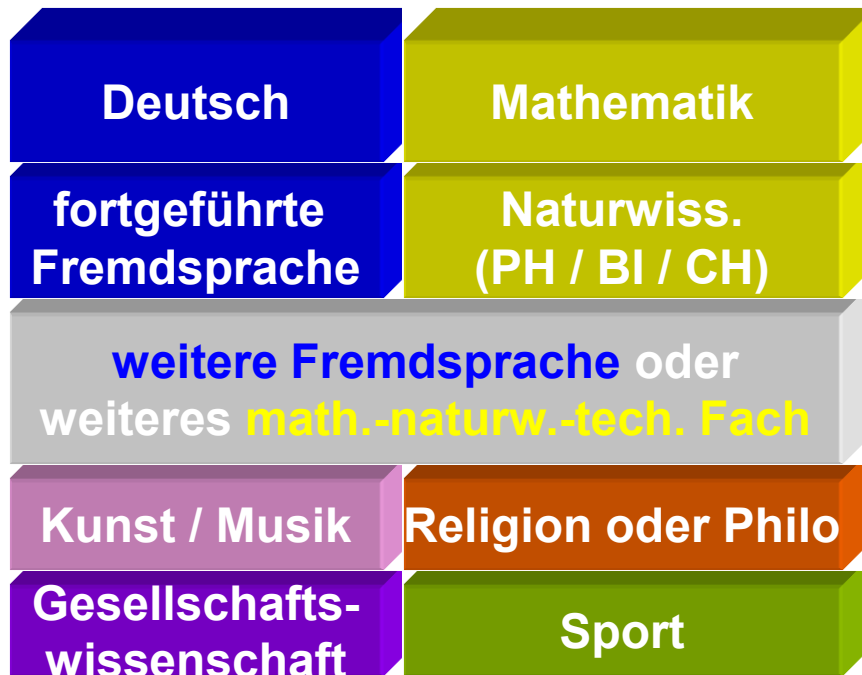 Deutsch
Mathematik
fortgeführte
Fremdsprache
Naturwiss.
(PH / BI / CH)
weitere Fremdsprache oder
weiteres math.-naturw.-tech. Fach
Kunst / Musik
Religion oder Philo
Gesellschafts-
wissenschaft
Sport